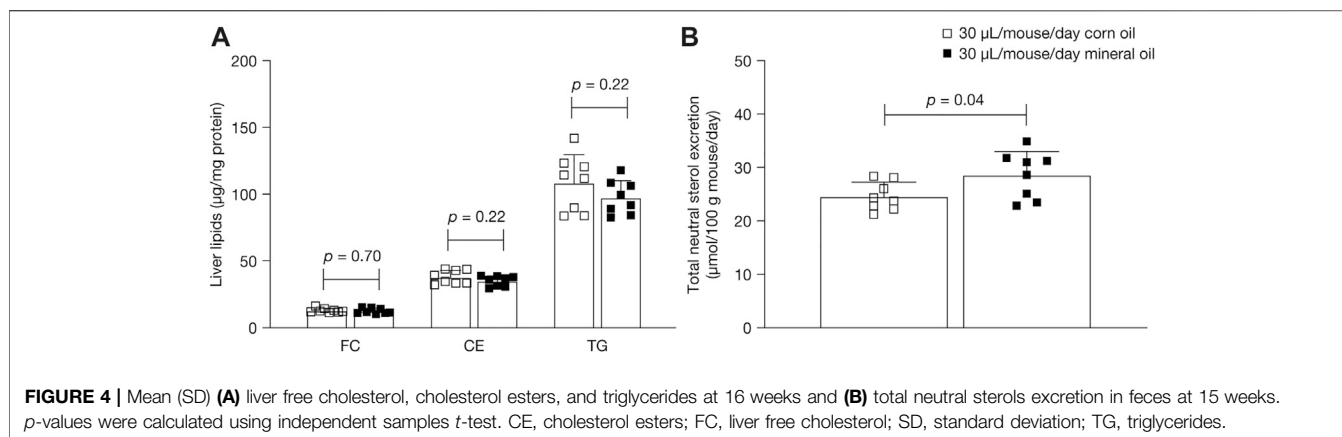 A
B
□ 30 µL/mouse/day corn oil
■ 30 µL/mouse/day mineral oil
Liver lipids (µg/mg protein)
200
150
100
50
0
p = 0.70
p = 0.22
p = 0.22
FC
CE
TG
Total neutral sterol excretion
(µmol/100 g mouse/day)
50
40
30
20
10
0
p = 0.04
FIGURE 4 | Mean (SD) (A) liver free cholesterol, cholesterol esters, and triglycerides at 16 weeks and (B) total neutral sterols excretion in feces at 15 weeks.
p-values were calculated using independent samples t-test. CE, cholesterol esters; FC, liver free cholesterol; SD, standard deviation; TG, triglycerides.